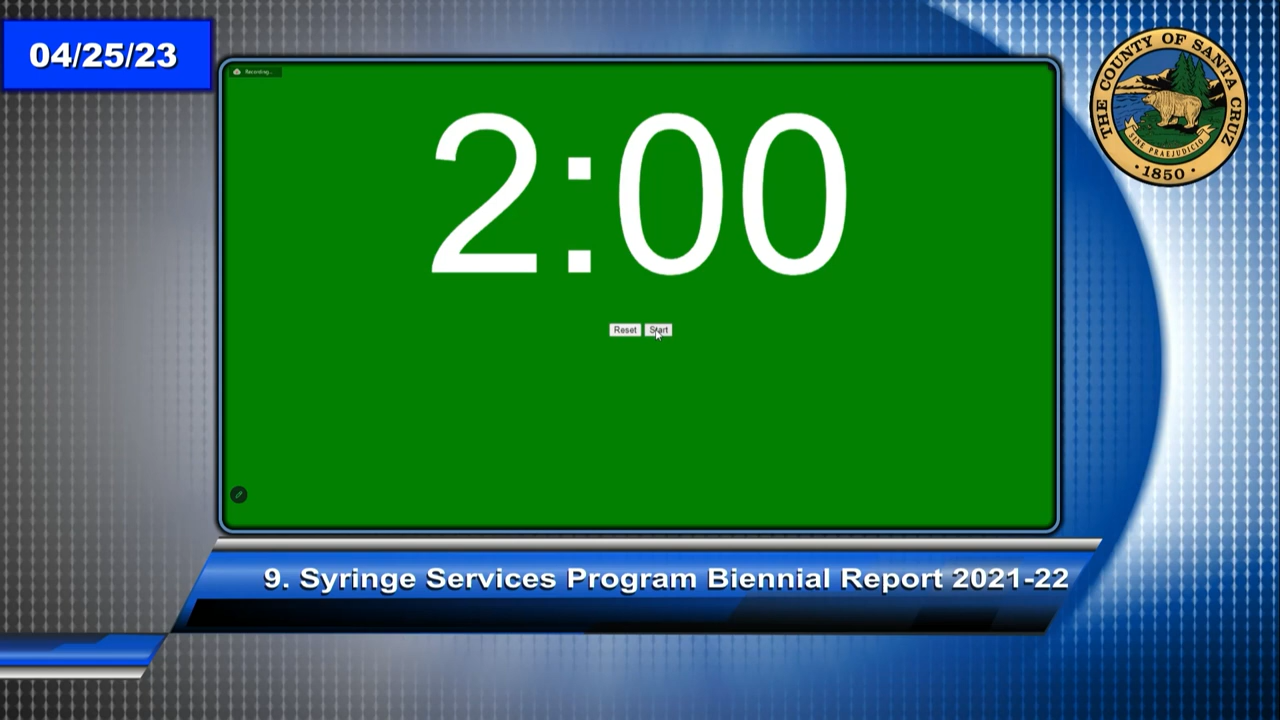 04/25/23
Recording...
2:00
Reset Start
THE COUNTY OF SANTA CRUZ
SINE PRAEJUDICIO
• 1850 •
9. Syringe Services Program Biennial Report 2021-22